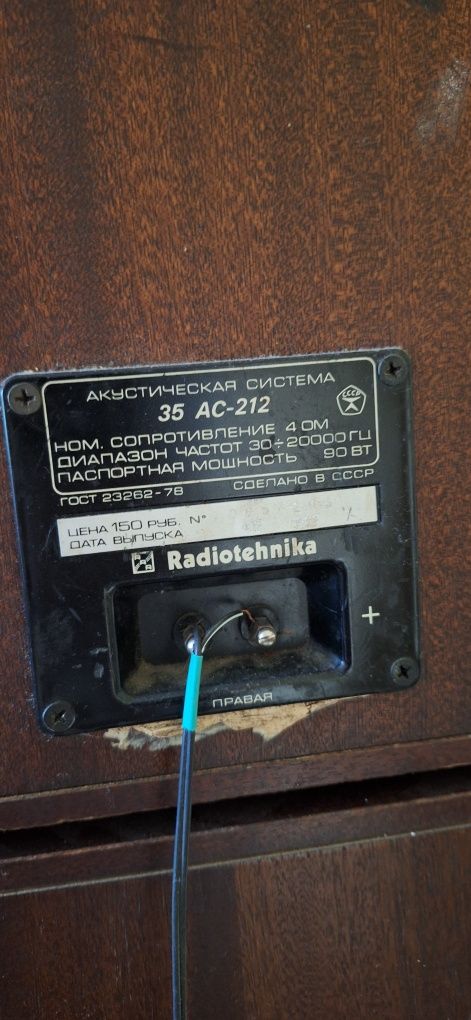 АКУСТИЧЕСКАЯ СИСТЕМА
35 АС-212
СССР
НОМ. СОПРОТИВЛЕНИЕ 4 ОМ
ДИАПАЗОН ЧАСТОТ 30÷20000 ГЦ
ПАСПОРТНАЯ МОЩНОСТЬ 90 ВТ
ГОСТ 23262-78 СДЕЛАНО В СССР
ЦЕНА 150 РУБ. №
ДАТА ВЫПУСКА
Radiotehnika
+
ПРАВАЯ